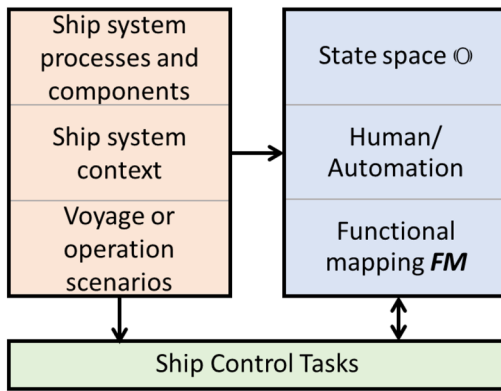 Ship system
processes and
components
Ship system
context
Voyage or
operation
scenarios
State space 𝕆
Human/
Automation
Functional
mapping FM
Ship Control Tasks